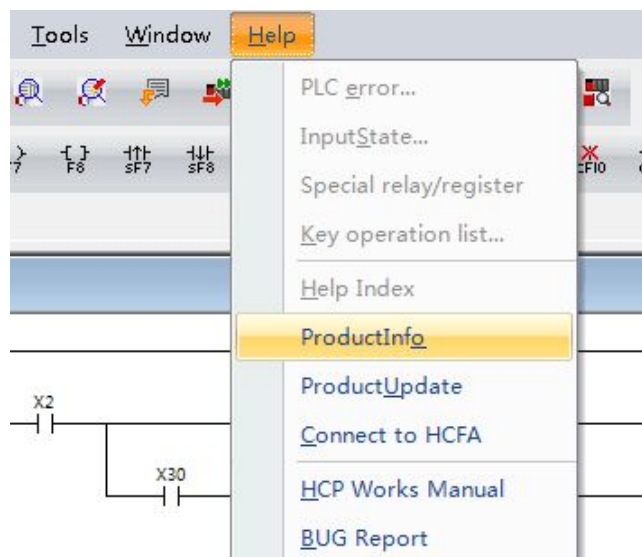 Tools Window Help
PLC error...
InputState...
F8 sF7 sF8
Special relay/register
Key operation list...
Help Index
ProductInfo
ProductUpdate
X2
Connect to HCFA
X30
HCP Works Manual
BUG Report